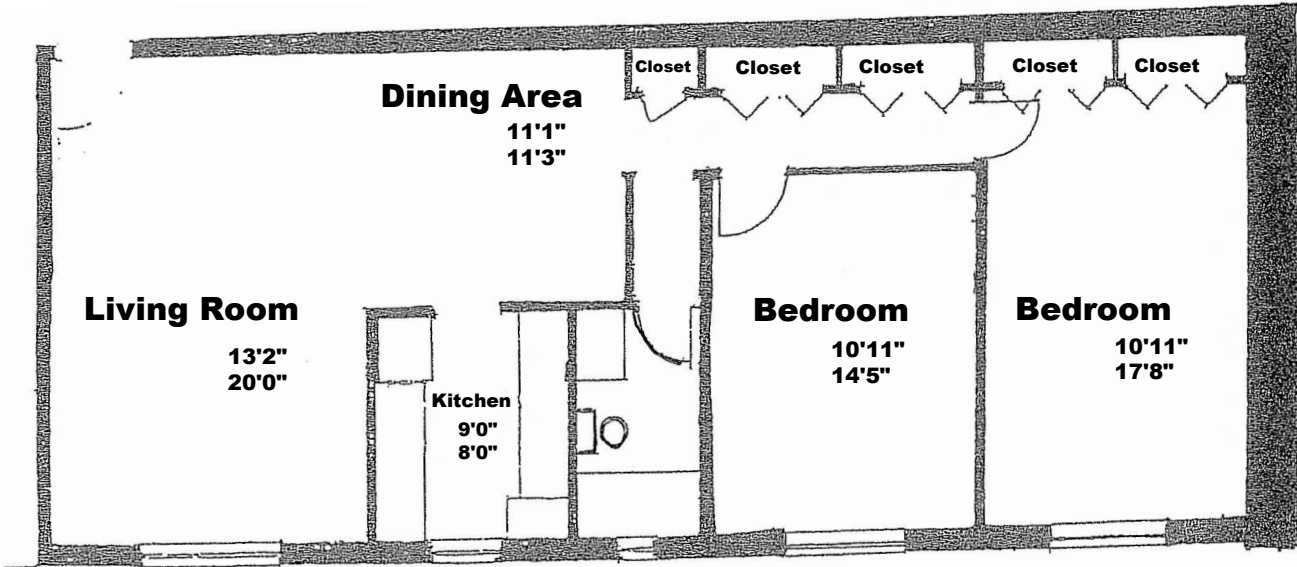 Closet
Closet
Closet
Closet
Closet
Dining Area
11'1"
11'3"
Living Room
13'2"
20'0"
Kitchen
9'0"
8'0"
Bedroom
10'11"
14'5"
Bedroom
10'11"
17'8"